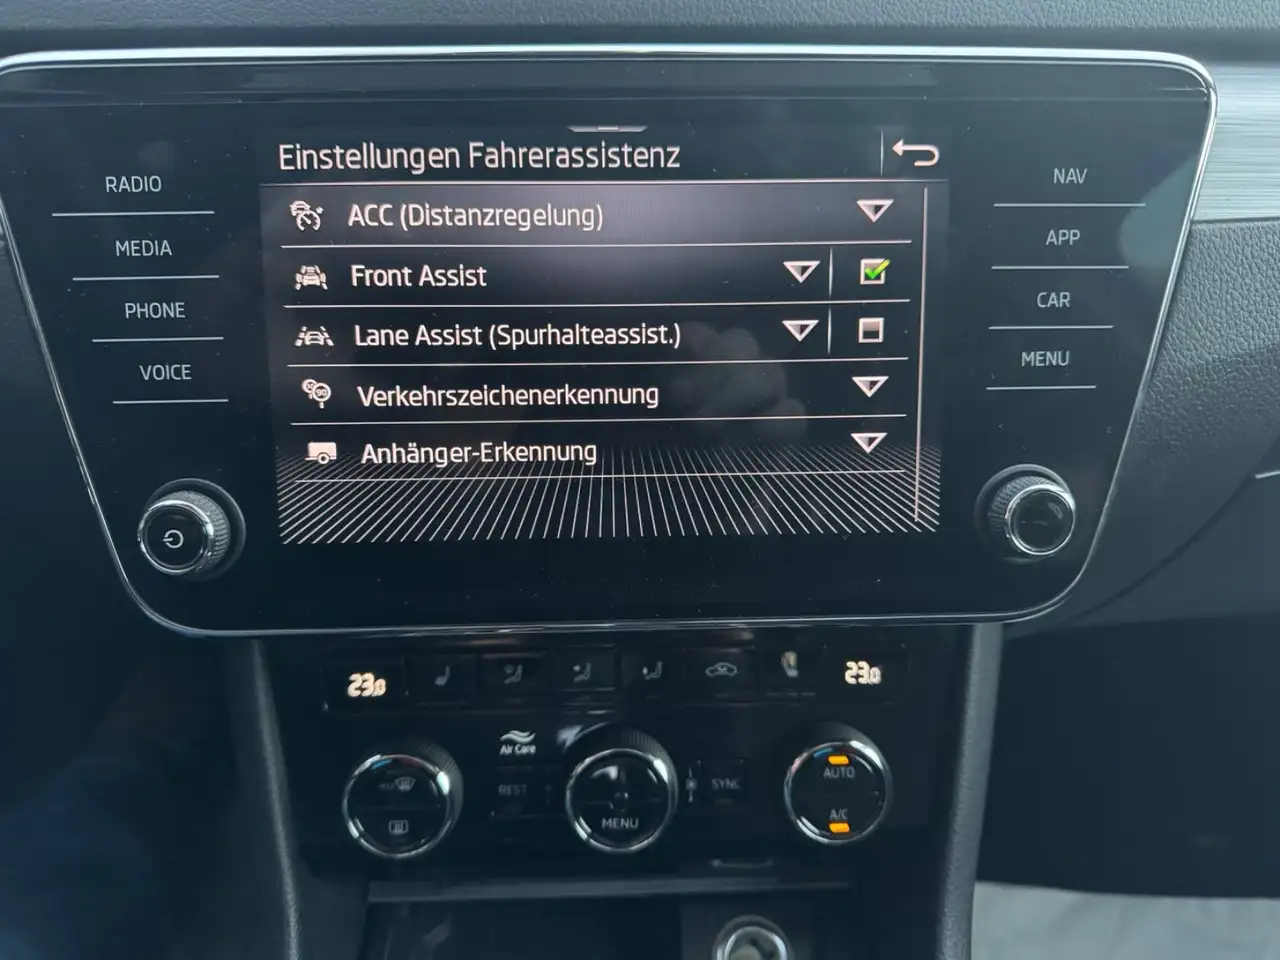 Einstellungen Fahrerassistenz
RADIO
MEDIA
PHONE
VOICE
ACC (Distanzregelung)
Front Assist
Lane Assist (Spurhalteassist.)
Verkehrszeichenerkennung
Anhänger-Erkennung
NAV
APP
CAR
MENU
23.0
23.0
Air Care
REST
MENU
SYNC
AUTO
A/C